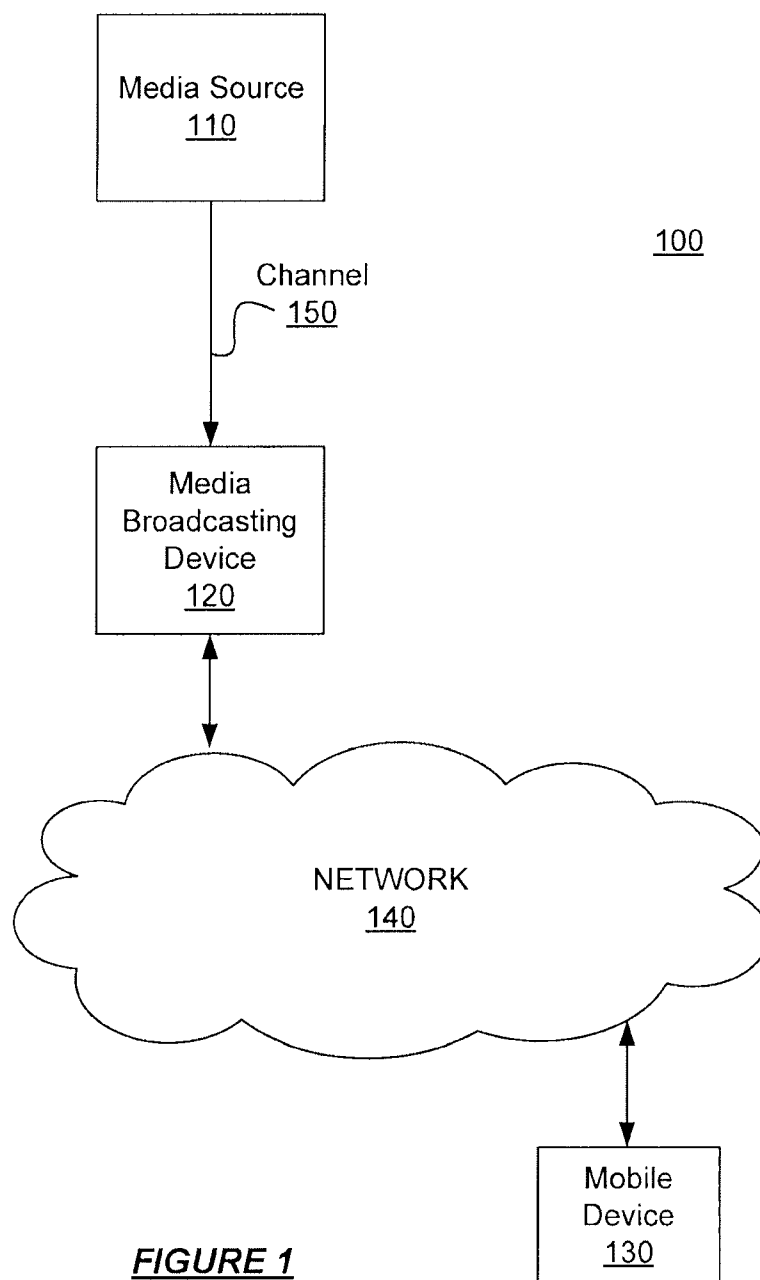 Media Source
110
100
Channel
150
Media
Broadcasting
Device
120
NETWORK
140
Mobile
Device
130
FIGURE 1